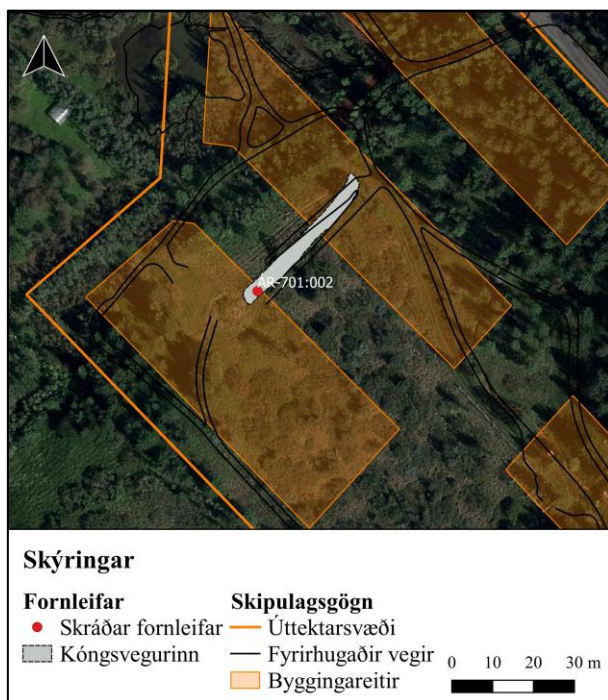 ÁR-701:002
Skýringar
Fornleifar
Skráðar fornleifar
Kóngsvegurinn
Skipulagsgögn
Úttektarsvæði
Fyrirhugaðir vegir
Byggingareitir
0 10 20 30 m